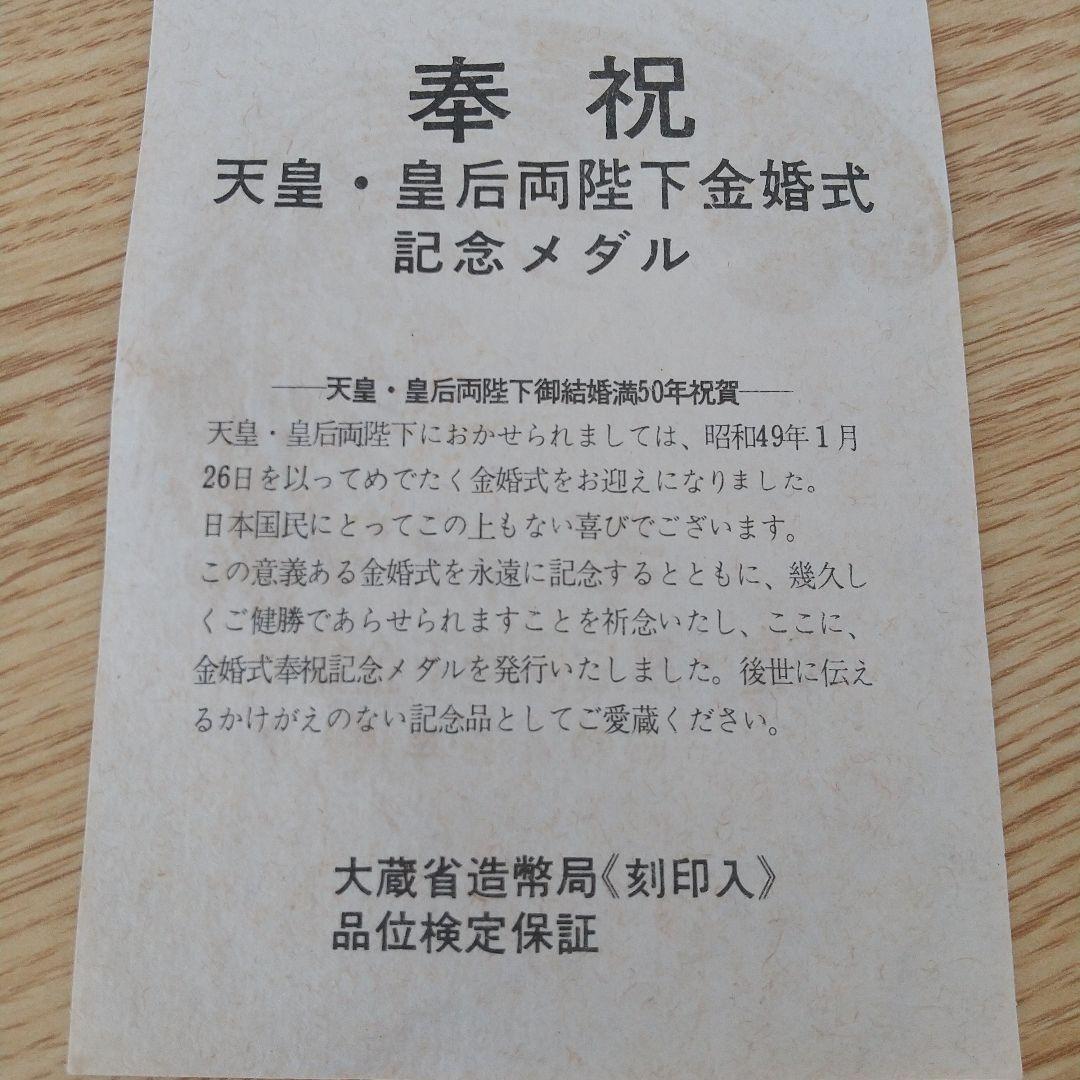 奉祝
天皇・皇后両陛下金婚式
記念メダル
──天皇・皇后両陛下御結婚満50年祝賀──
天皇・皇后両陛下におかせられましては、昭和49年1月
26日を以ってめでたく金婚式をお迎えになりました。
日本国民にとってこの上もない喜びでございます。
この意義ある金婚式を永遠に記念するとともに、幾久し
くご健勝であらせられますことを祈念いたし、ここに、
金婚式奉祝記念メダルを発行いたしました。後世に伝え
るかけがえのない記念品としてご愛蔵ください。
大蔵省造幣局《刻印入》
品位検定保証